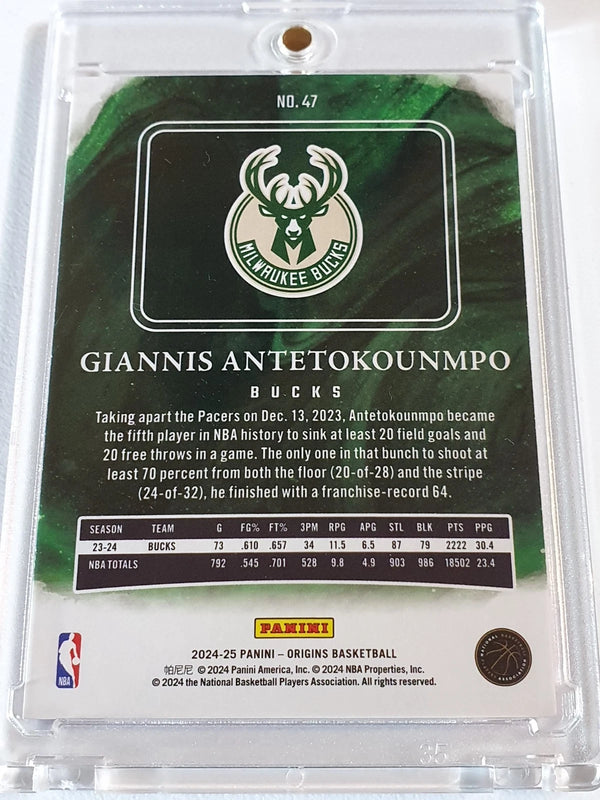 NO. 47
MILWAUKEE BUCKS
GIANNIS ANTETOKOUNMPO
BUCKS
Taking apart the Pacers on Dec. 13, 2023, Antetokounmpo became
the fifth player in NBA history to sink at least 20 field goals and
20 free throws in a game. The only one in that bunch to shoot at
least 70 percent from both the floor (20-of-28) and the stripe
(24-of-32), he finished with a franchise-record 64.
SEASON TEAM G FG% FT% 3PM RPG APG STL BLK PTS PPG
23-24 BUCKS 73 .610 .657 34 11.5 6.5 87 79 2222 30.4
NBA TOTALS 792 .545 .701 528 9.8 4.9 903 986 18502 23.4
PANINI
2024-25 PANINI – ORIGINS BASKETBALL
帕尼尼 © 2024 Panini America, Inc. © 2024 NBA Properties, Inc.
© 2024 the National Basketball Players Association. All rights reserved.
NBA
NATIONAL BASKETBALL PLAYERS ASSOCIATION
35